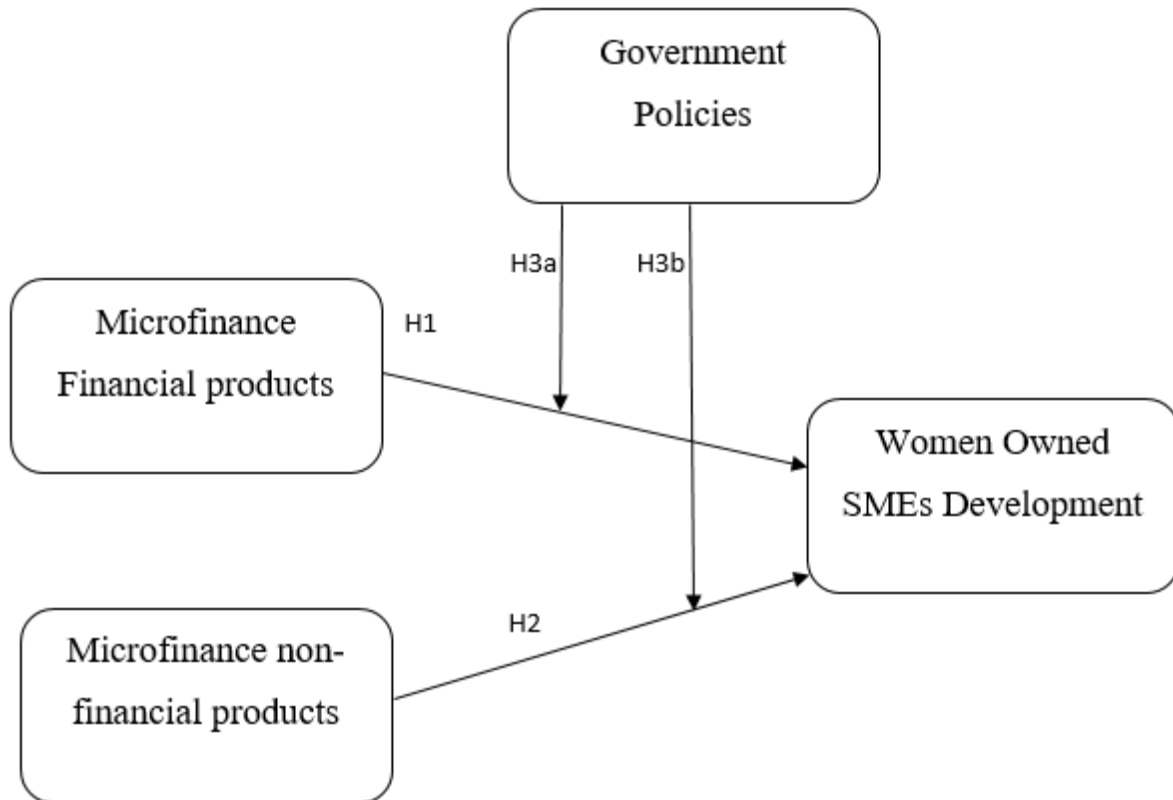 Government
Policies
H3a
H3b
Microfinance
Financial products
H1
Women Owned
SMEs Development
H2
Microfinance non-
financial products